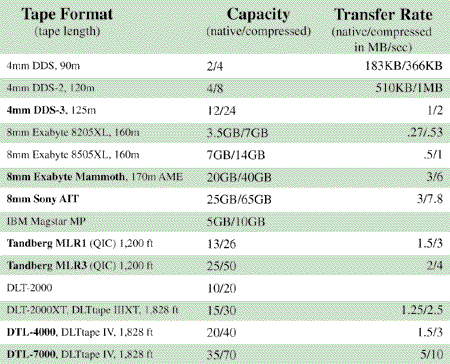 Tape Format Capacity Transfer Rate
(tape length) (native/compressed) (native/compressed
in MB/sec)
4mm DDS, 90m 2/4 183KB/366KB
4mm DDS-2, 120m 4/8 510KB/1MB
4mm DDS-3, 125m 12/24 1/2
8mm Exabyte 8205XL, 160m 3.5GB/7GB .27/.53
8mm Exabyte 8505XL, 160m 7GB/14GB .5/1
8mm Exabyte Mammoth, 170m AME 20GB/40GB 3/6
8mm Sony AIT 25GB/65GB 3/7.8
IBM Magstar MP 5GB/10GB
Tandberg MLR1 (QIC) 1,200 ft 13/26 1.5/3
Tandberg MLR3 (QIC) 1,200 ft 25/50 2/4
DLT-2000 10/20
DLT-2000XT, DLTtape IIIXT, 1,828 ft 15/30 1.25/2.5
DTL-4000, DLTtape IV, 1,828 ft 20/40 1.5/3
DTL-7000, DLTtape IV, 1,828 ft 35/70 5/10